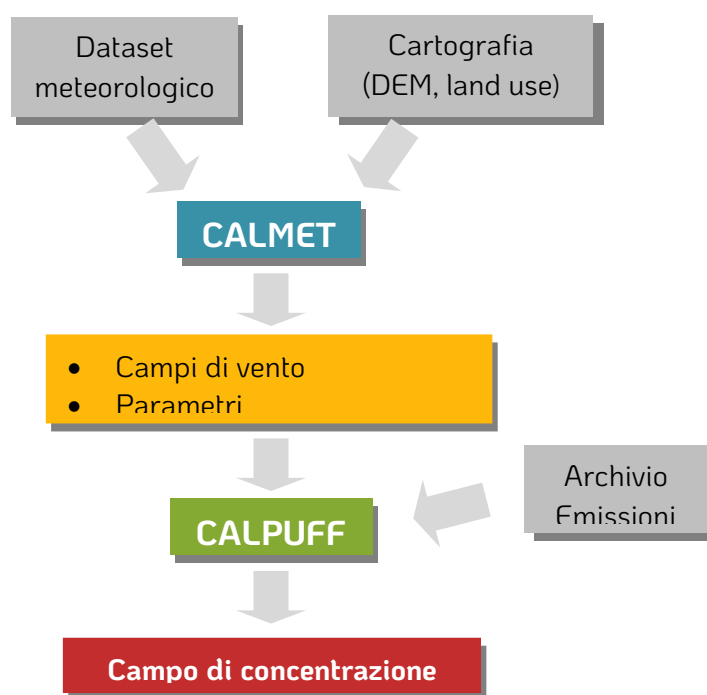 Dataset
meteorologico
Cartografia
(DEM, land use)
CALMET
• Campi di vento
• Parametri
Archivio
Emissioni
CALPUFF
Campo di concentrazione